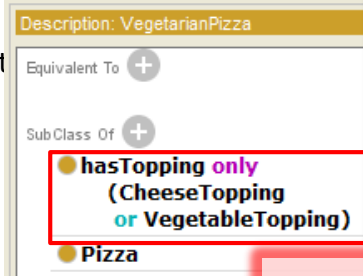 Description: VegetarianPizza
Equivalent To
SubClass Of
hasTopping only
(CheeseTopping
or VegetableTopping)
Pizza